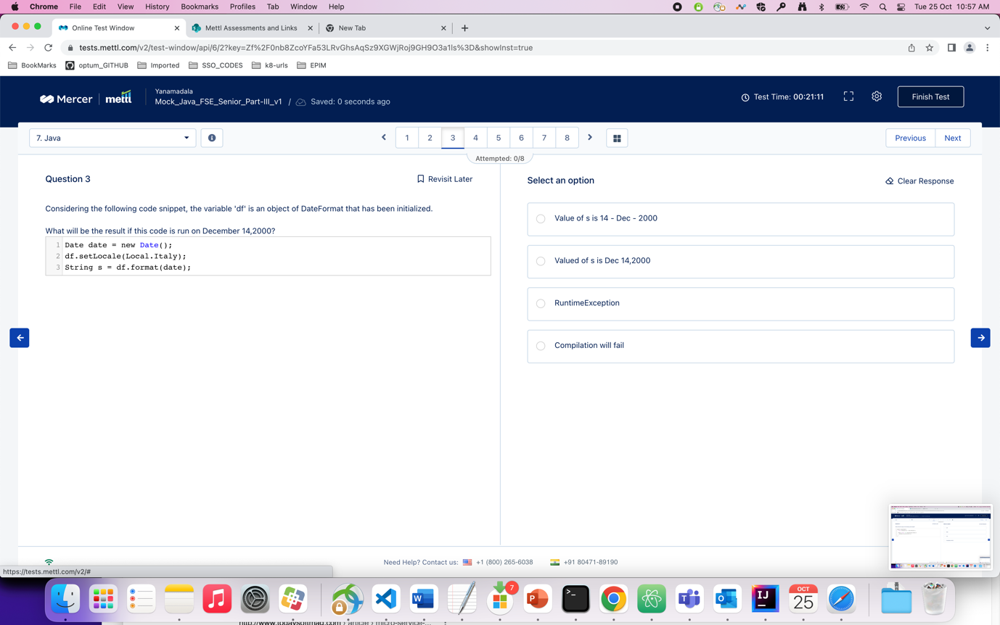 Chrome File Edit View History Bookmarks Profiles Tab Window Help Tue 25 Oct 10:57 AM
Online Test Window Mettl Assessments and Links New Tab
tests.mettl.com/v2/test-window/api/6/2?key=Zf%2F0nb8ZcoYFa53LRvGhsAqSz9XGWjRoj9GH9O3a1ls%3D&showInst=true
BookMarks optum_GITHUB Imported SSO_CODES k8-urls EPIM
Mercer mettl
Yanamadala
Mock_Java_FSE_Senior_Part-III_v1 / Saved: 0 seconds ago
Test Time: 00:21:11 Finish Test
7. Java 1 2 3 4 5 6 7 8 Previous Next
Attempted: 0/8
Question 3 Revisit Later
Considering the following code snippet, the variable 'df' is an object of DateFormat that has been initialized.
What will be the result if this code is run on December 14,2000?
1 Date date = new Date();
2 df.setLocale(Local.Italy);
3 String s = df.format(date);
Select an option Clear Response
Value of s is 14 - Dec - 2000
Valued of s is Dec 14,2000
RuntimeException
Compilation will fail
Need Help? Contact us: +1 (800) 265-6038 +91 80471-89190
https://tests.mettl.com/v2/#
7
OCT
25